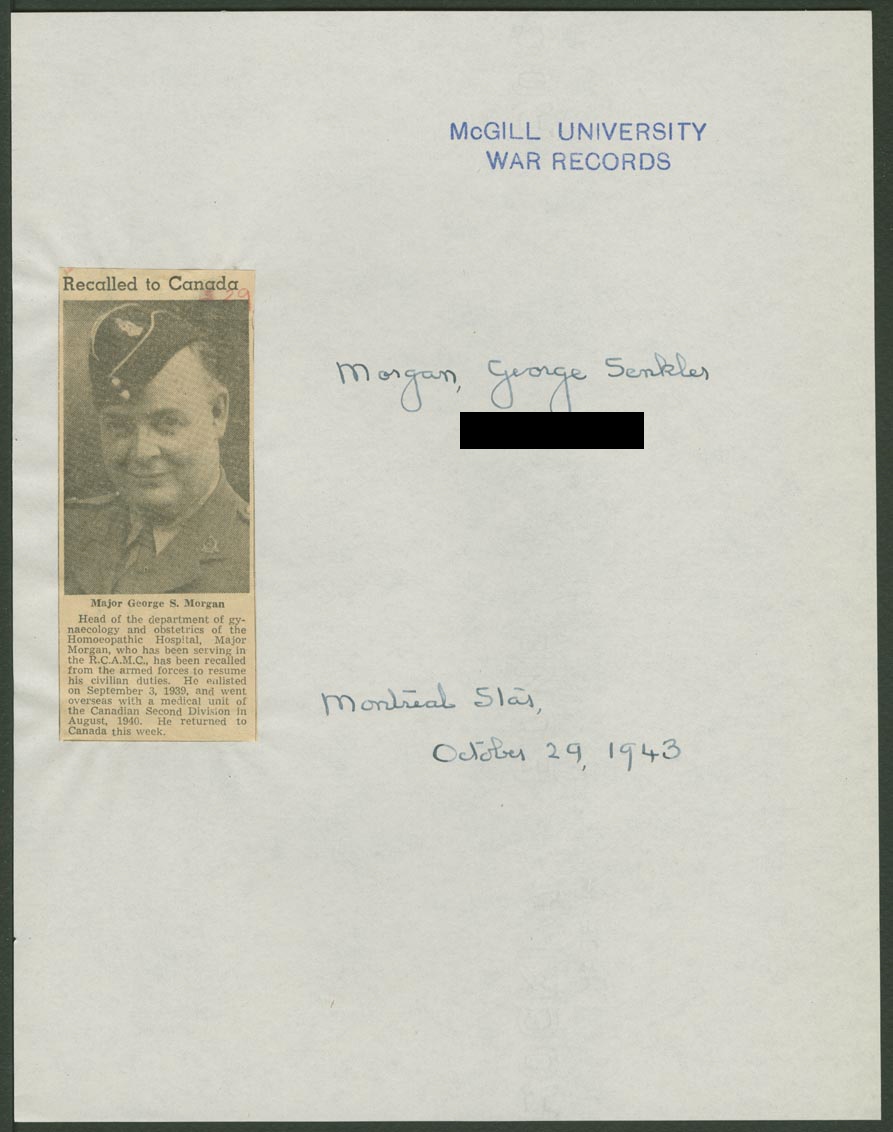 McGILL UNIVERSITY
WAR RECORDS
Recalled to Canada
29
Morgan, George Senkler
Major George S. Morgan
Head of the department of gy-
naecology and obstetrics of the
Homoeopathic Hospital, Major
Morgan, who has been serving in
the R.C.A.M.C., has been recalled
from the armed forces to resume
his civilian duties. He enlisted
on September 3, 1939, and went
overseas with a medical unit of
the Canadian Second Division in
August, 1940. He returned to
Canada this week.
Montreal Star,
October 29, 1943